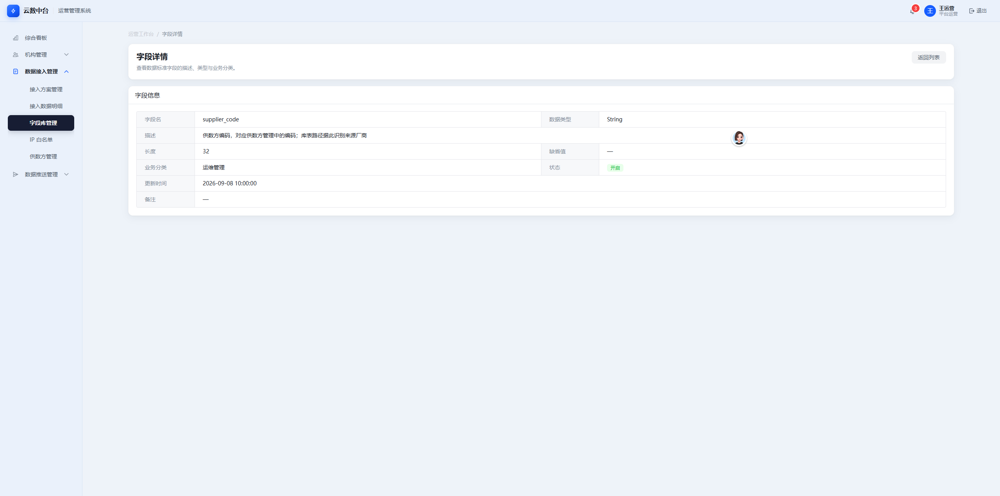 云数中台 运营管理系统
3 王 王运营 平台运营 退出
综合看板
机构管理
数据接入管理
接入方案管理
接入数据明细
字段库管理
IP 白名单
供数方管理
数据推送管理
运营工作台 / 字段详情
字段详情
返回列表
查看数据标准字段的描述、类型与业务分类。
字段信息
字段名 supplier_code 数据类型 String
描述 供数方编码，对应供数方管理中的编码；库表路径据此识别来源厂商
长度 32 缺省值 —
业务分类 运维管理 状态 开启
更新时间 2026-09-08 10:00:00
备注 —